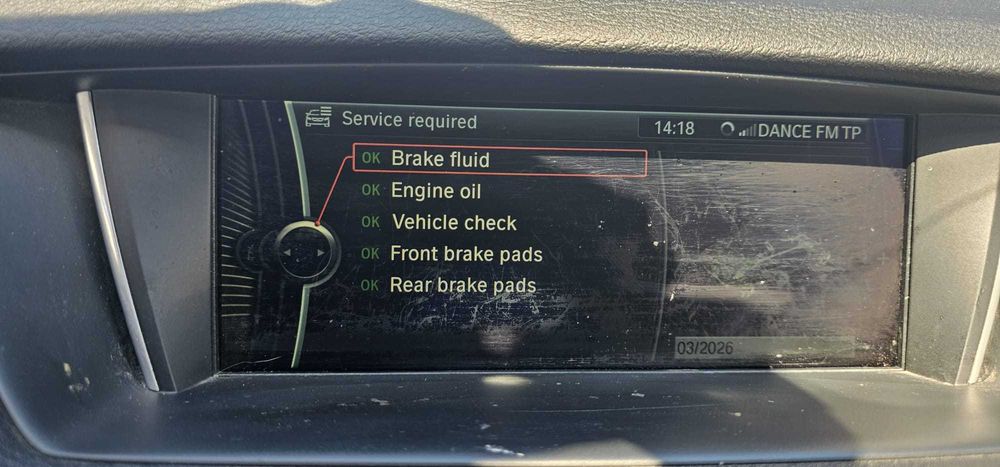 Service required
14:18 DANCE FM TP
OK Brake fluid
OK Engine oil
OK Vehicle check
OK Front brake pads
OK Rear brake pads
03/2026